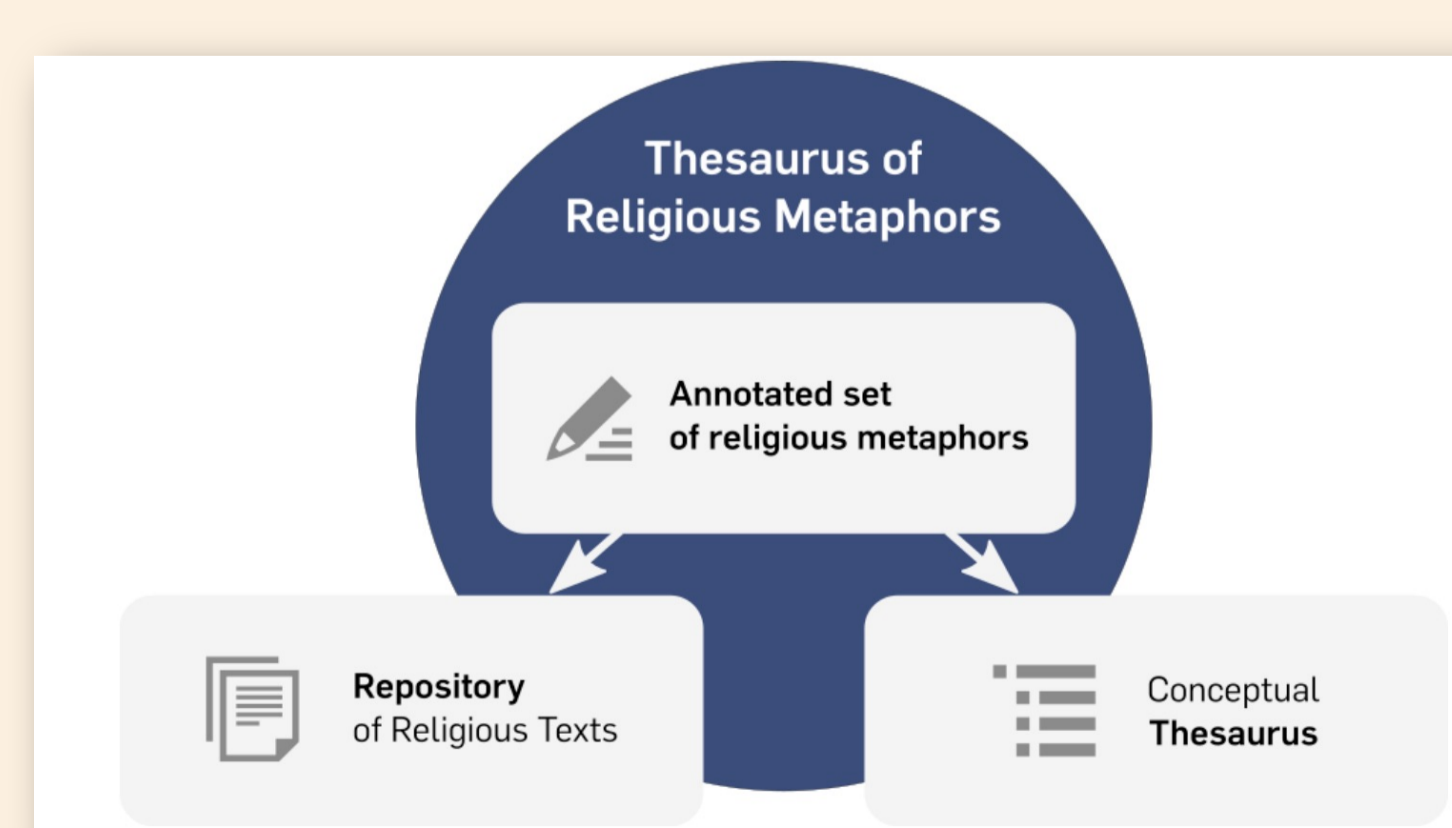 Thesaurus of
Religious Metaphors
Annotated set
of religious metaphors
Repository
of Religious Texts
Conceptual
Thesaurus